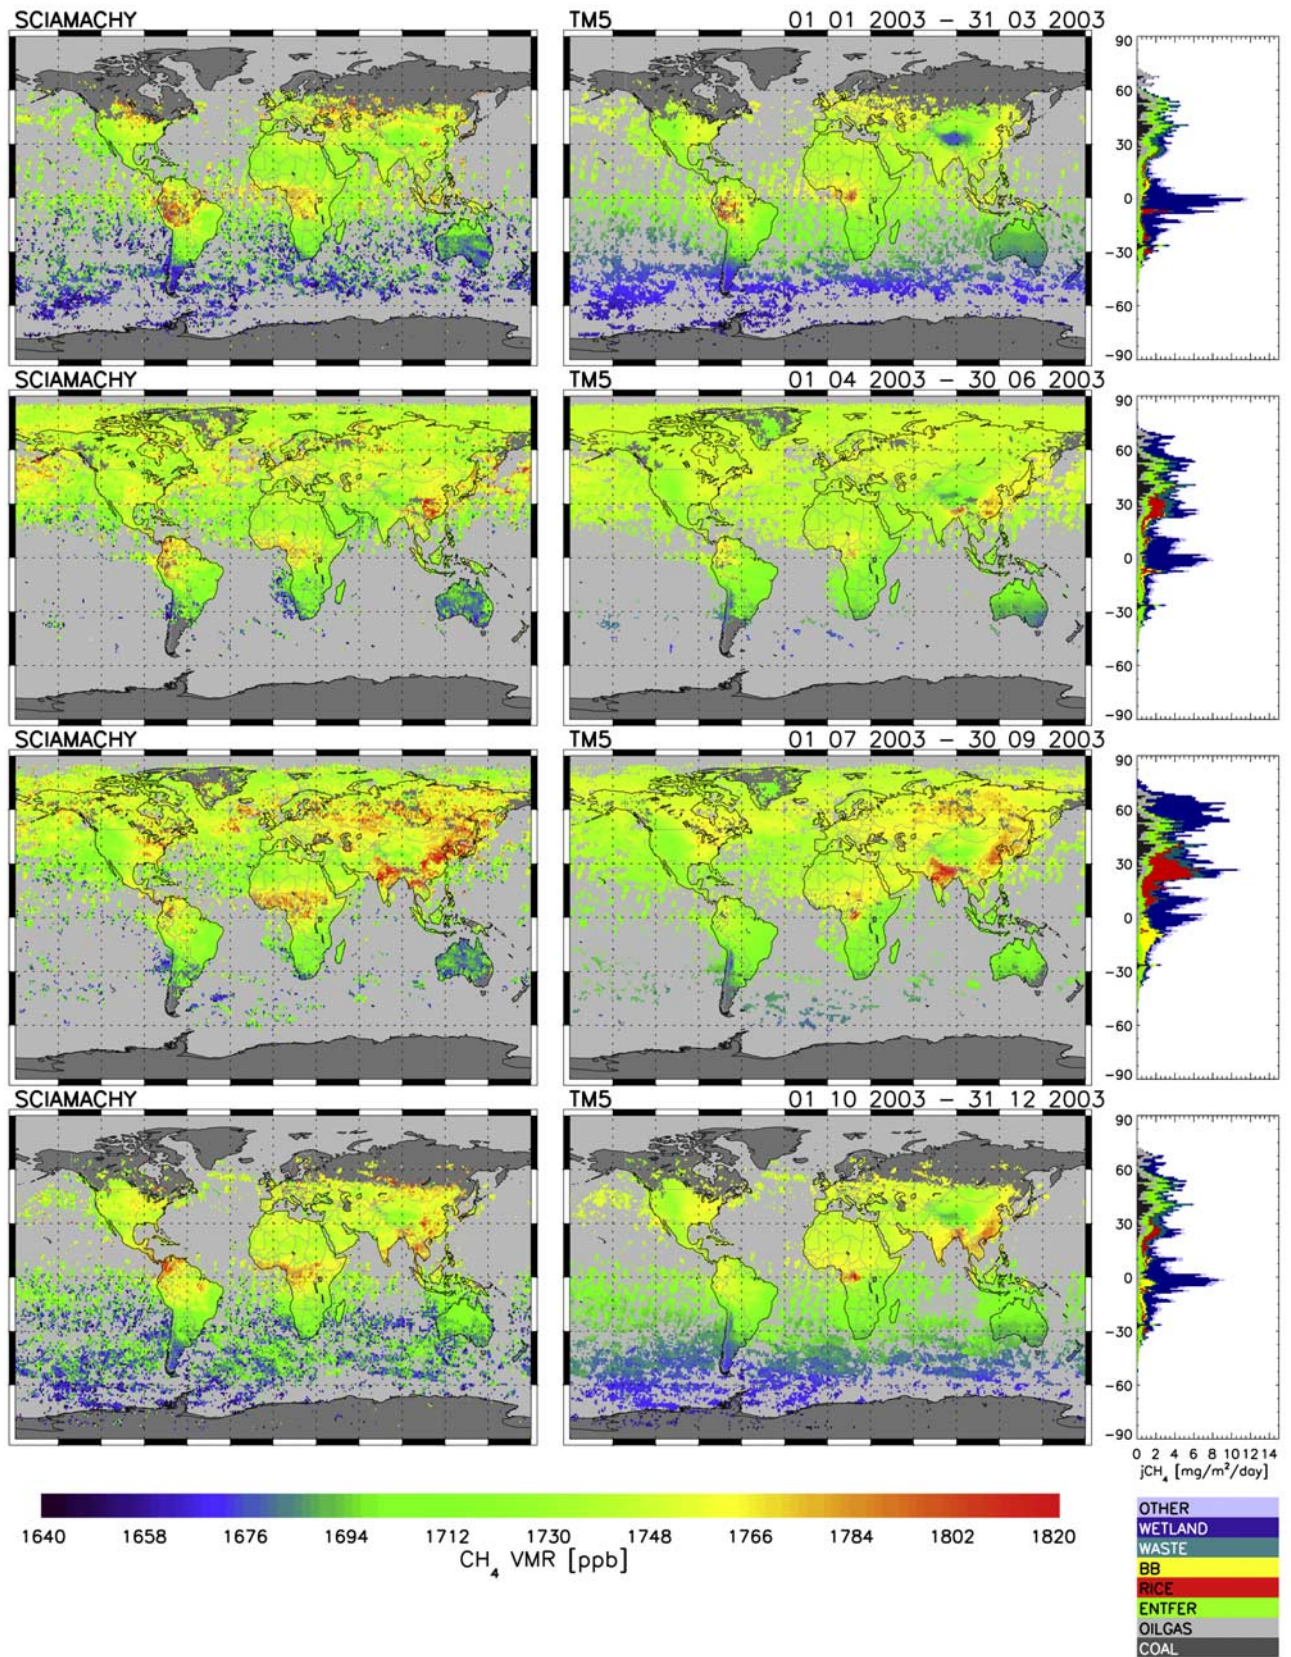 SCIAMACHY
TM5 01 01 2003 – 31 03 2003
90
60
30
0
-30
-60
-90
SCIAMACHY
TM5 01 04 2003 – 30 06 2003
90
60
30
0
-30
-60
-90
SCIAMACHY
TM5 01 07 2003 – 30 09 2003
90
60
30
0
-30
-60
-90
SCIAMACHY
TM5 01 10 2003 – 31 12 2003
90
60
30
0
-30
-60
-90
0 2 4 6 8 10 12 14
jCH₄ [mg/m²/day]
1640 1658 1676 1694 1712 1730 1748 1766 1784 1802 1820
CH₄ VMR [ppb]
OTHER
WETLAND
WASTE
BB
RICE
ENTFER
OILGAS
COAL